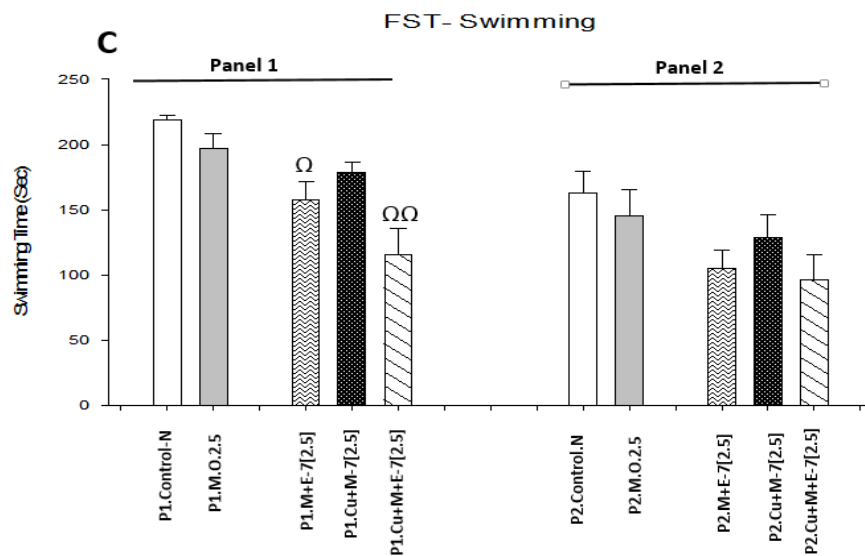 FST- Swimming
C
Panel 1
Panel 2
250
200
150
100
50
0
Swimming Time (Sec)
Ω
ΩΩ
P1.Control-N
P1.M.O.2.5
P1.M+E-7[2.5]
P1.Cu+M-7[2.5]
P1.Cu+M+E-7[2.5]
P2.Control.N
P2.M.O.2.5
P2.M+E-7[2.5]
P2.Cu+M-7[2.5]
P2.Cu+M+E-7[2.5]